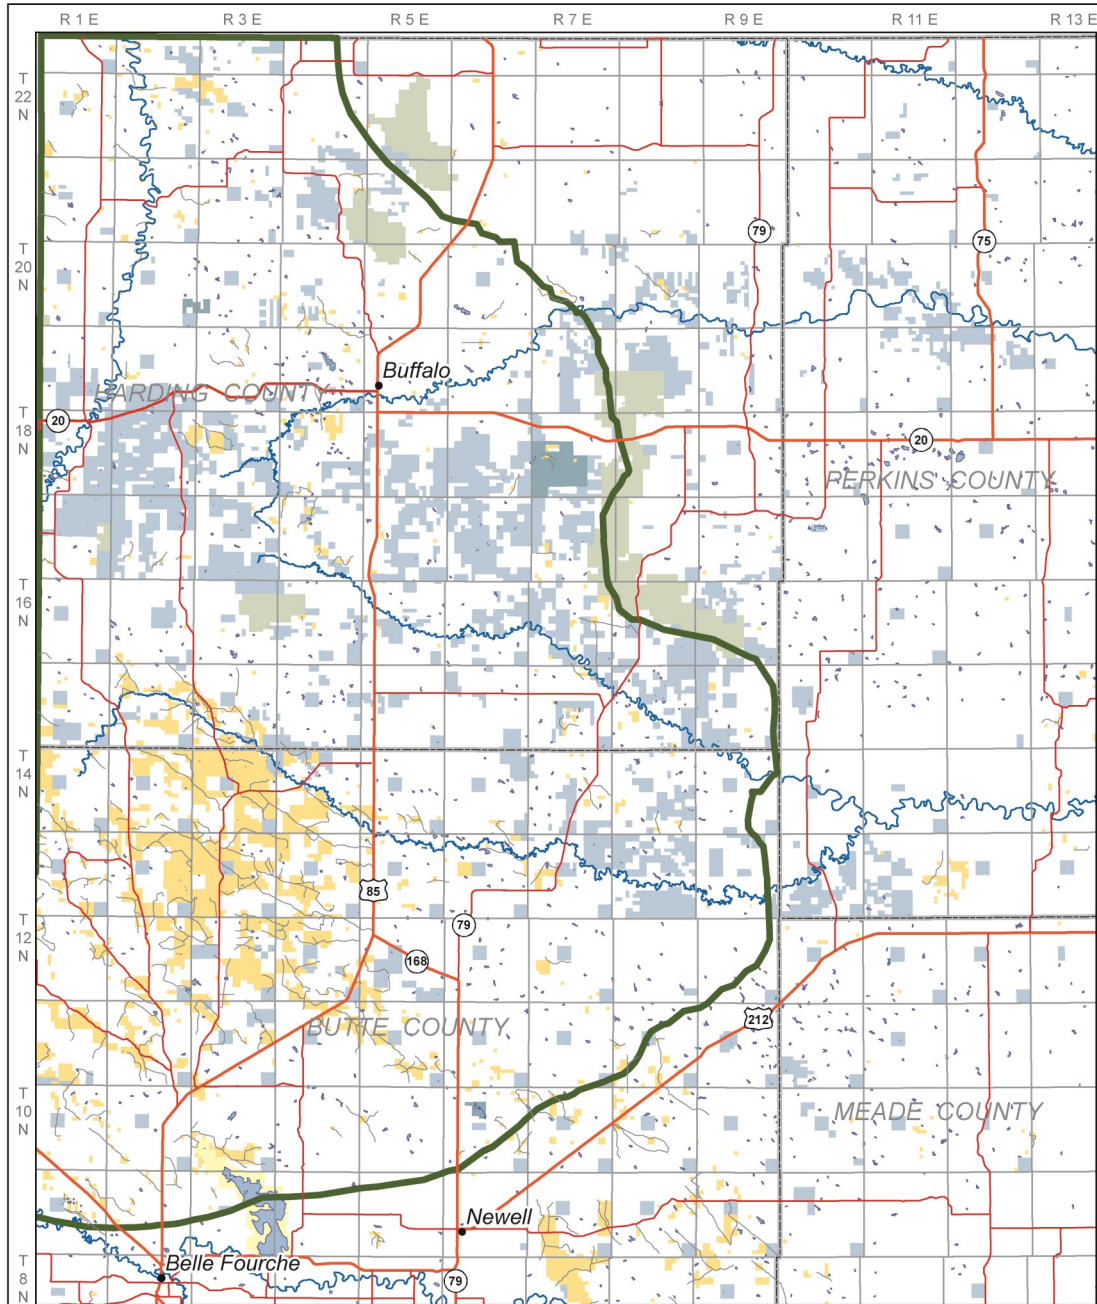 R 1 E R 3 E R 5 E R 7 E R 9 E R 11 E R 13 E
T
22
N
79
75
T
20
N
Buffalo
HARDING COUNTY
20
T
18
N
20
PERKINS COUNTY
T
16
N
T
14
N
85
79
T
12
N
168
212
BUTTE COUNTY
T
10
N
MEADE COUNTY
Newell
Belle Fourche
T
8
N
79